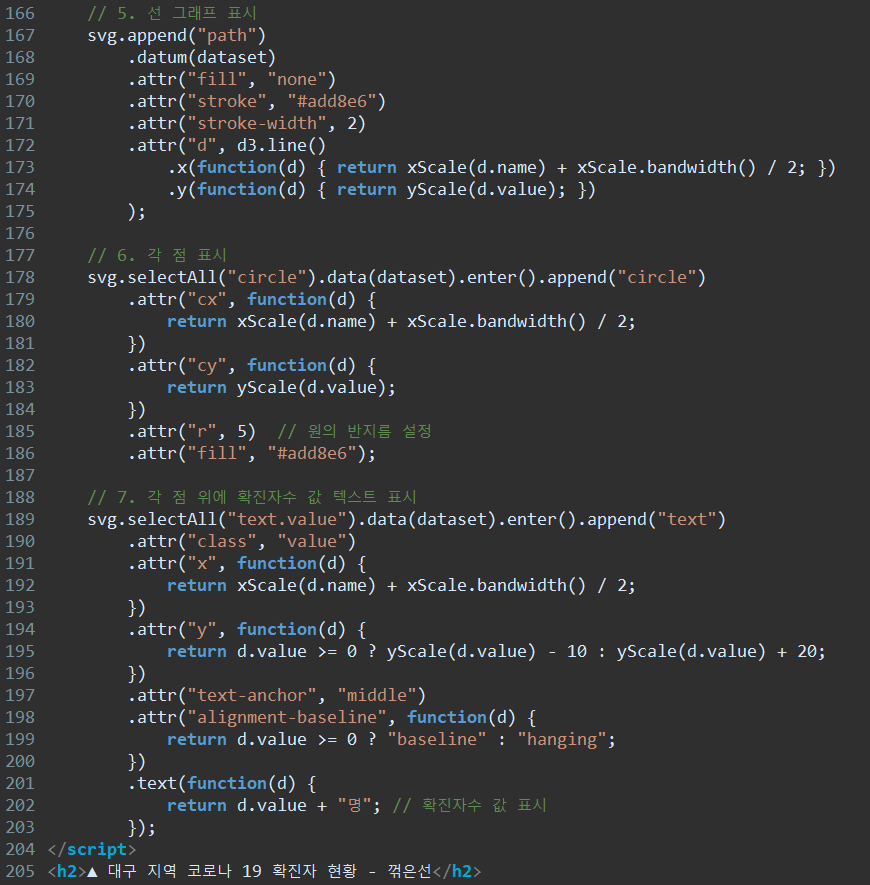 166     // 5. 선 그래프 표시
167     svg.append("path")
168         .datum(dataset)
169         .attr("fill", "none")
170         .attr("stroke", "#add8e6")
171         .attr("stroke-width", 2)
172         .attr("d", d3.line()
173             .x(function(d) { return xScale(d.name) + xScale.bandwidth() / 2; })
174             .y(function(d) { return yScale(d.value); })
175         );
176
177     // 6. 각 점 표시
178     svg.selectAll("circle").data(dataset).enter().append("circle")
179         .attr("cx", function(d) {
180             return xScale(d.name) + xScale.bandwidth() / 2;
181         })
182         .attr("cy", function(d) {
183             return yScale(d.value);
184         })
185         .attr("r", 5)  // 원의 반지름 설정
186         .attr("fill", "#add8e6");
187
188     // 7. 각 점 위에 확진자수 값 텍스트 표시
189     svg.selectAll("text.value").data(dataset).enter().append("text")
190         .attr("class", "value")
191         .attr("x", function(d) {
192             return xScale(d.name) + xScale.bandwidth() / 2;
193         })
194         .attr("y", function(d) {
195             return d.value >= 0 ? yScale(d.value) - 10 : yScale(d.value) + 20;
196         })
197         .attr("text-anchor", "middle")
198         .attr("alignment-baseline", function(d) {
199             return d.value >= 0 ? "baseline" : "hanging";
200         })
201         .text(function(d) {
202             return d.value + "명"; // 확진자수 값 표시
203         });
204 </script>
205 <h2>▲ 대구 지역 코로나 19 확진자 현황 - 꺾은선</h2>